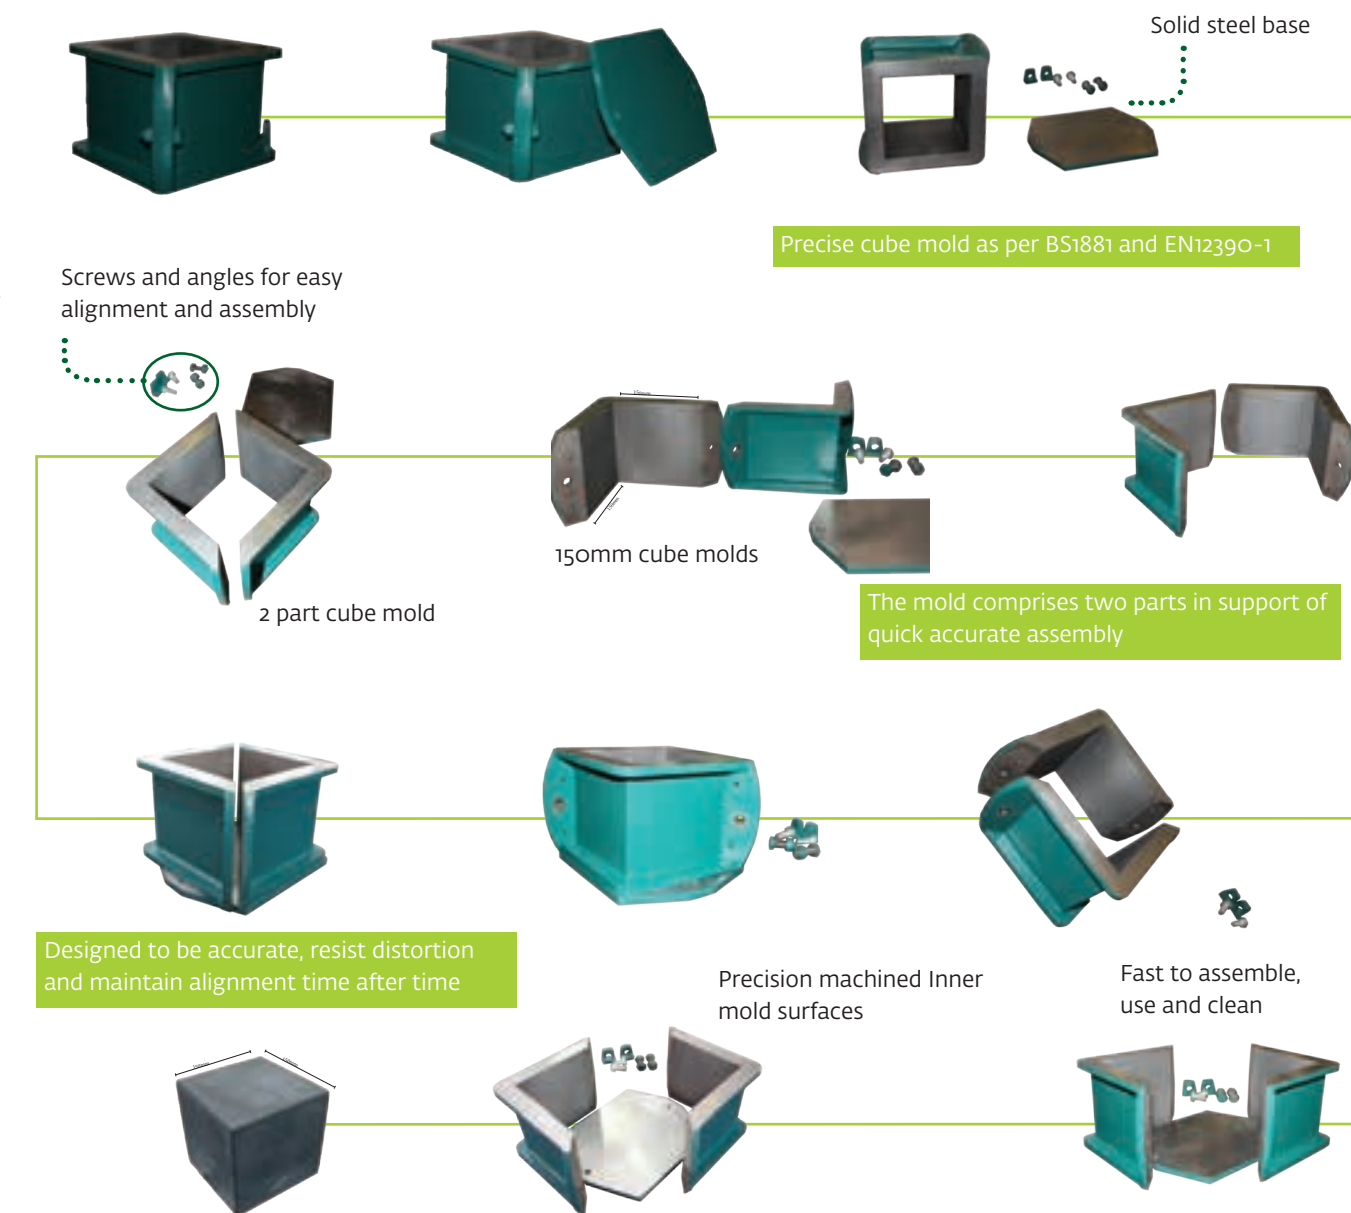 Solid steel base
Precise cube mold as per BS1881 and EN12390-1
Screws and angles for easy
alignment and assembly
150mm cube molds
2 part cube mold
The mold comprises two parts in support of
quick accurate assembly
Designed to be accurate, resist distortion
and maintain alignment time after time
Precision machined Inner
mold surfaces
Fast to assemble,
use and clean